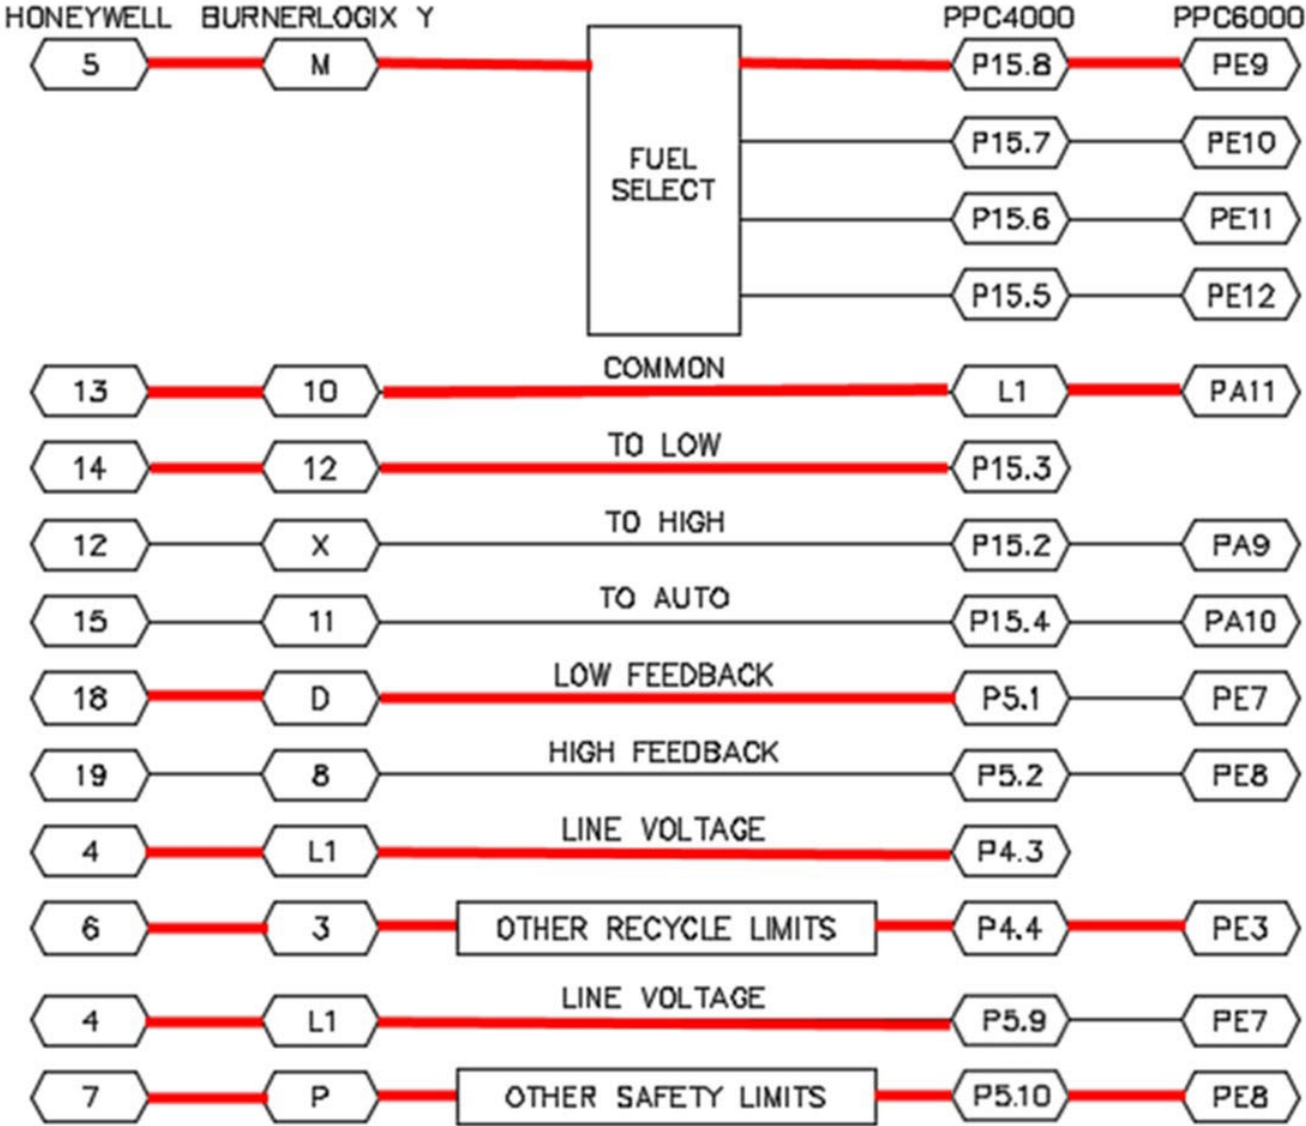 HONEYWELL BURNERLOGIX Y PPC4000 PPC6000
5 M P15.8 PE9
P15.7 PE10
FUEL
SELECT
P15.6 PE11
P15.5 PE12
COMMON
13 10 L1 PA11
TO LOW
14 12 P15.3
TO HIGH
12 X P15.2 PA9
TO AUTO
15 11 P15.4 PA10
LOW FEEDBACK
18 D P5.1 PE7
HIGH FEEDBACK
19 8 P5.2 PE8
LINE VOLTAGE
4 L1 P4.3
6 3 OTHER RECYCLE LIMITS P4.4 PE3
LINE VOLTAGE
4 L1 P5.9 PE7
7 P OTHER SAFETY LIMITS P5.10 PE8